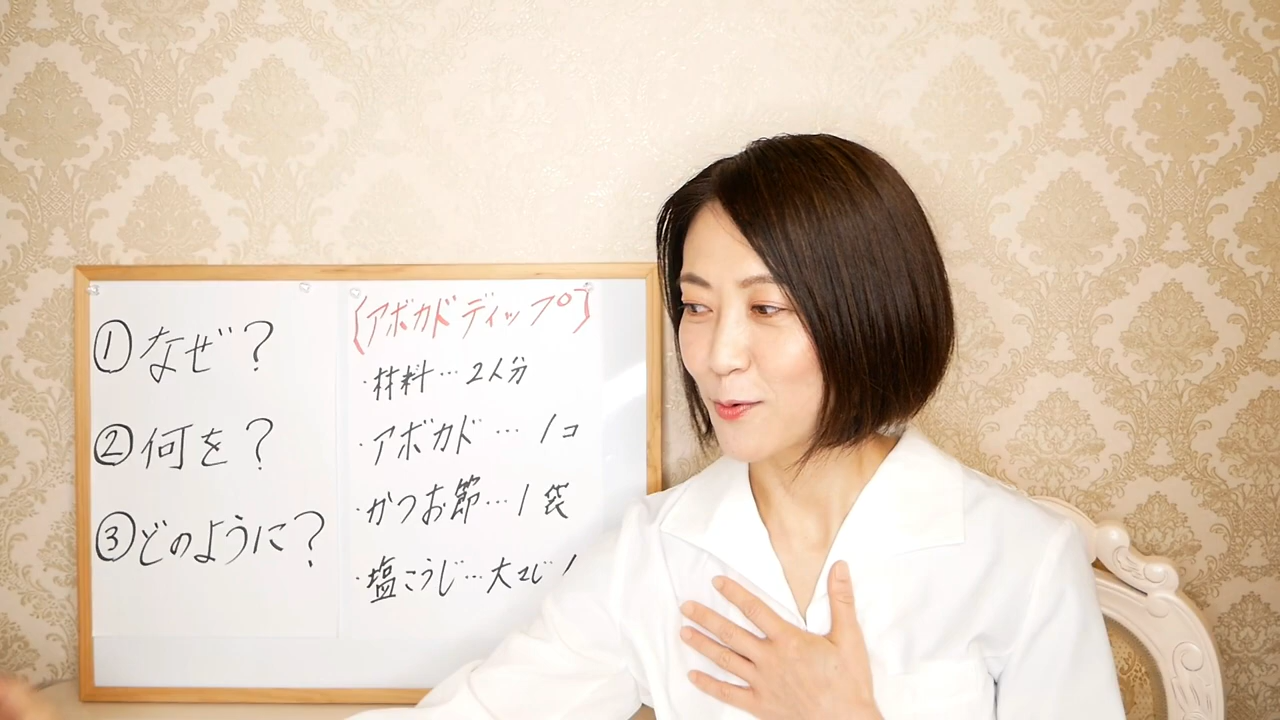 ①なぜ?
②何を?
③どのように?
[アボカドディップ]
・材料…2人分
・アボカド…1コ
・かつお節…1袋
・塩こうじ…大さじ1